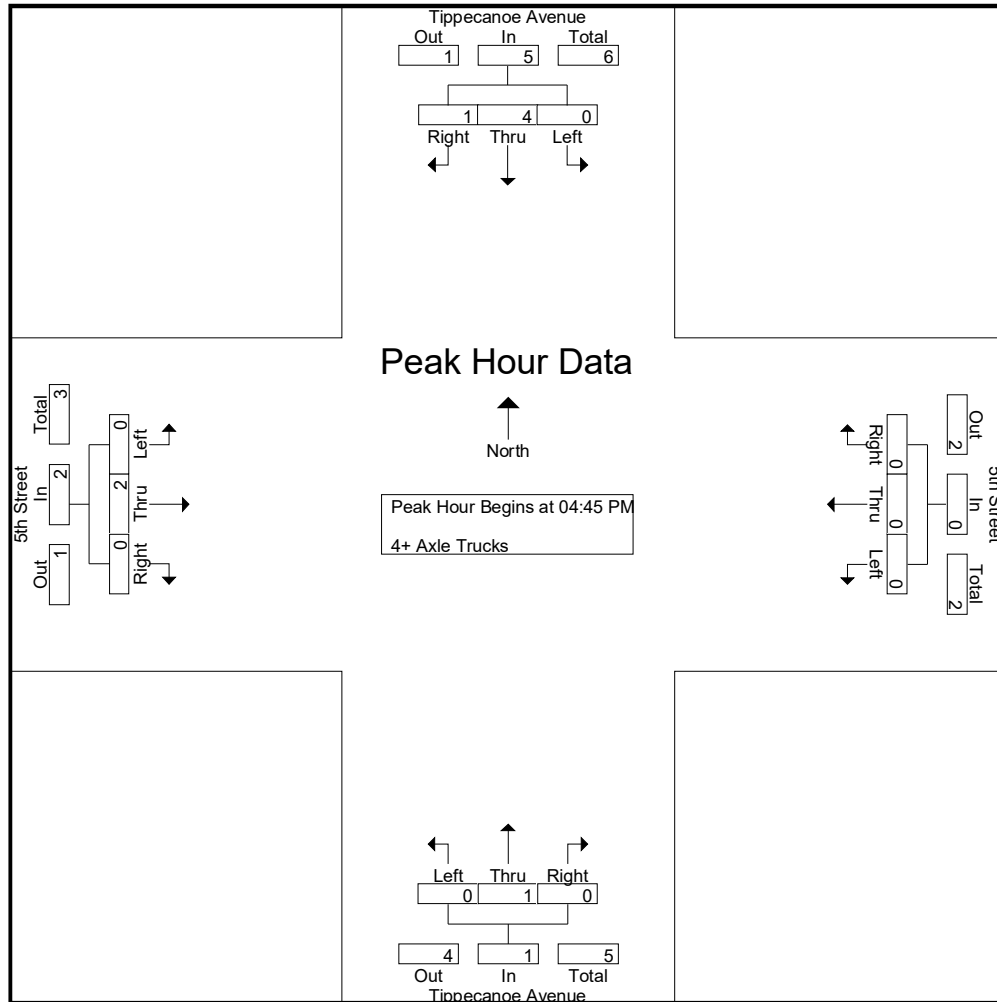 Tippecanoe Avenue
Out In Total
1 5 6
1 4 0
Right Thru Left
Peak Hour Data
North
Peak Hour Begins at 04:45 PM
4+ Axle Trucks
5th Street
Out In Total
1 2 3
0 2 0
Left Thru Right
5th Street
Out In Total
2 0 2
Right Thru Left
0 0 0
Left Thru Right
0 1 0
4 1 5
Out In Total
Tippecanoe Avenue